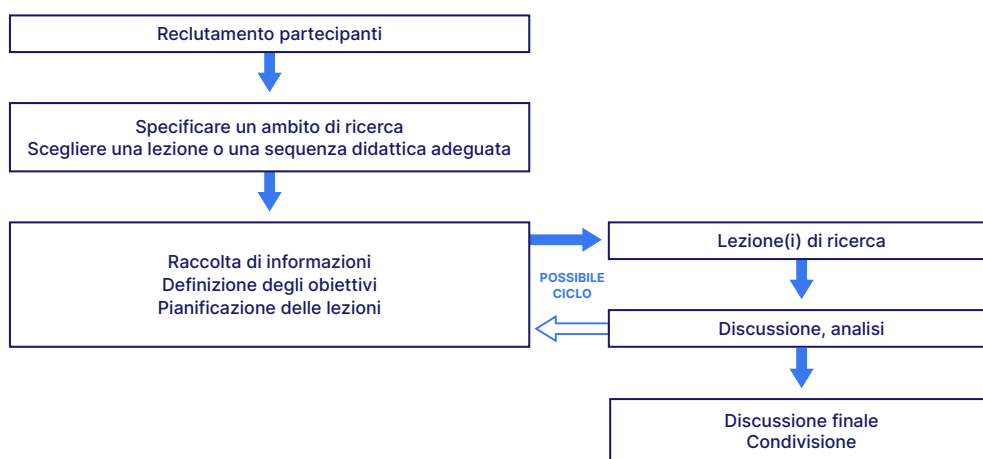 Reclutamento partecipanti
Specificare un ambito di ricerca
Scegliere una lezione o una sequenza didattica adeguata
Raccolta di informazioni
Definizione degli obiettivi
Pianificazione delle lezioni
POSSIBILE
CICLO
Lezione(i) di ricerca
Discussione, analisi
Discussione finale
Condivisione